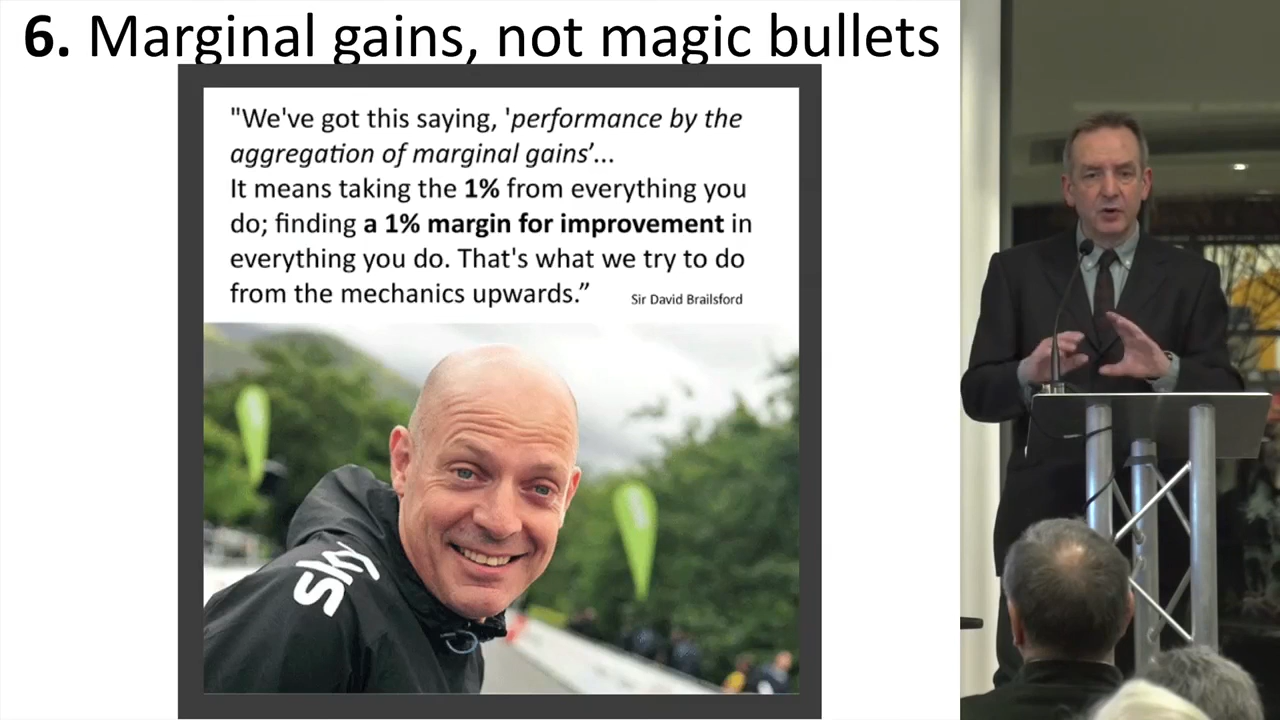 6. Marginal gains, not magic bullets
"We've got this saying, 'performance by the
aggregation of marginal gains’...
It means taking the 1% from everything you
do; finding a 1% margin for improvement in
everything you do. That's what we try to do
from the mechanics upwards.”
Sir David Brailsford
sky